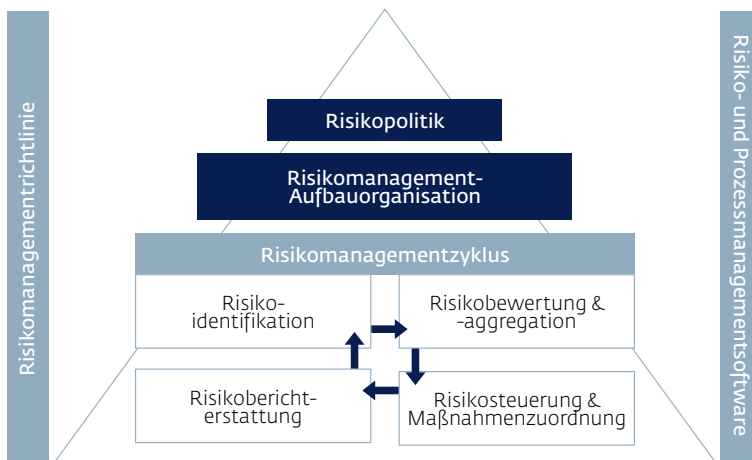 Risikomanagementrichtlinie
Risikopolitik
Risikomanagement-
Aufbauorganisation
Risikomanagementzyklus
Risiko-
identifikation
Risikobewertung &
-aggregation
Risikobericht-
erstattung
Risikosteuerung &
Maßnahmenzuordnung
Risiko- und Prozessmanagementsoftware